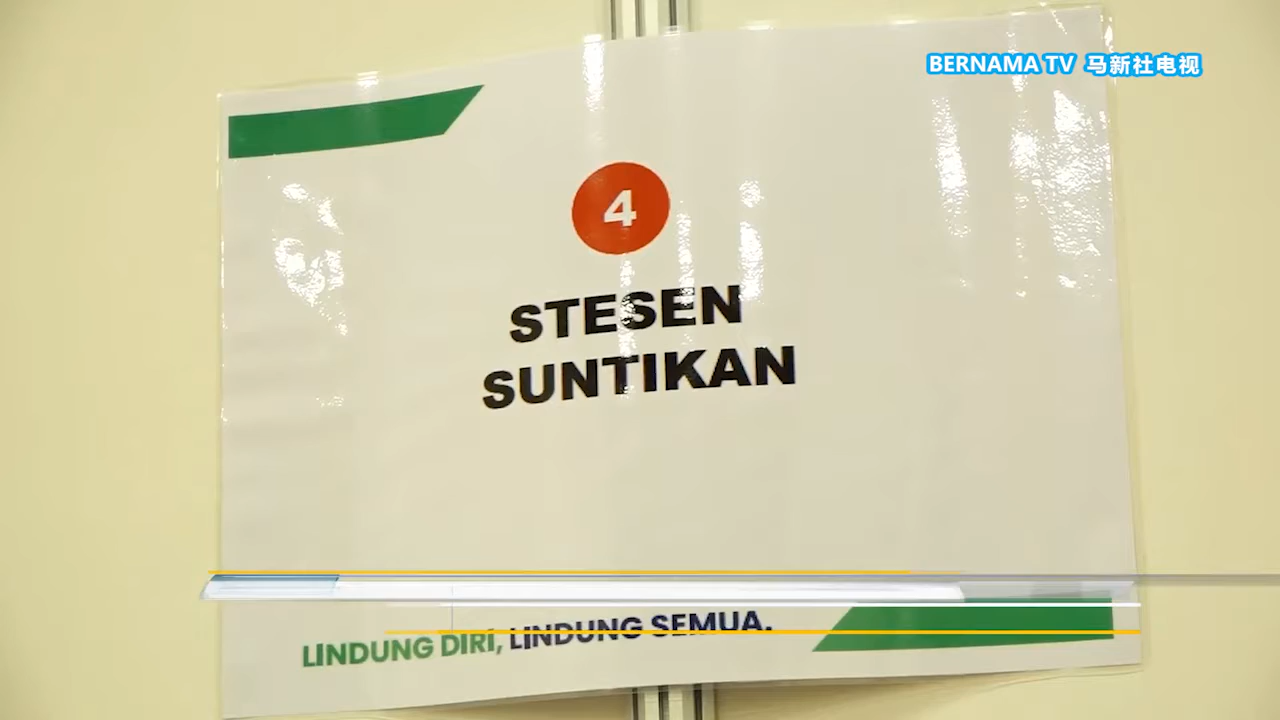 BERNAMA TV 马新社电视
4
STESEN
SUNTIKAN
LINDUNG DIRI, LINDUNG SEMUA.